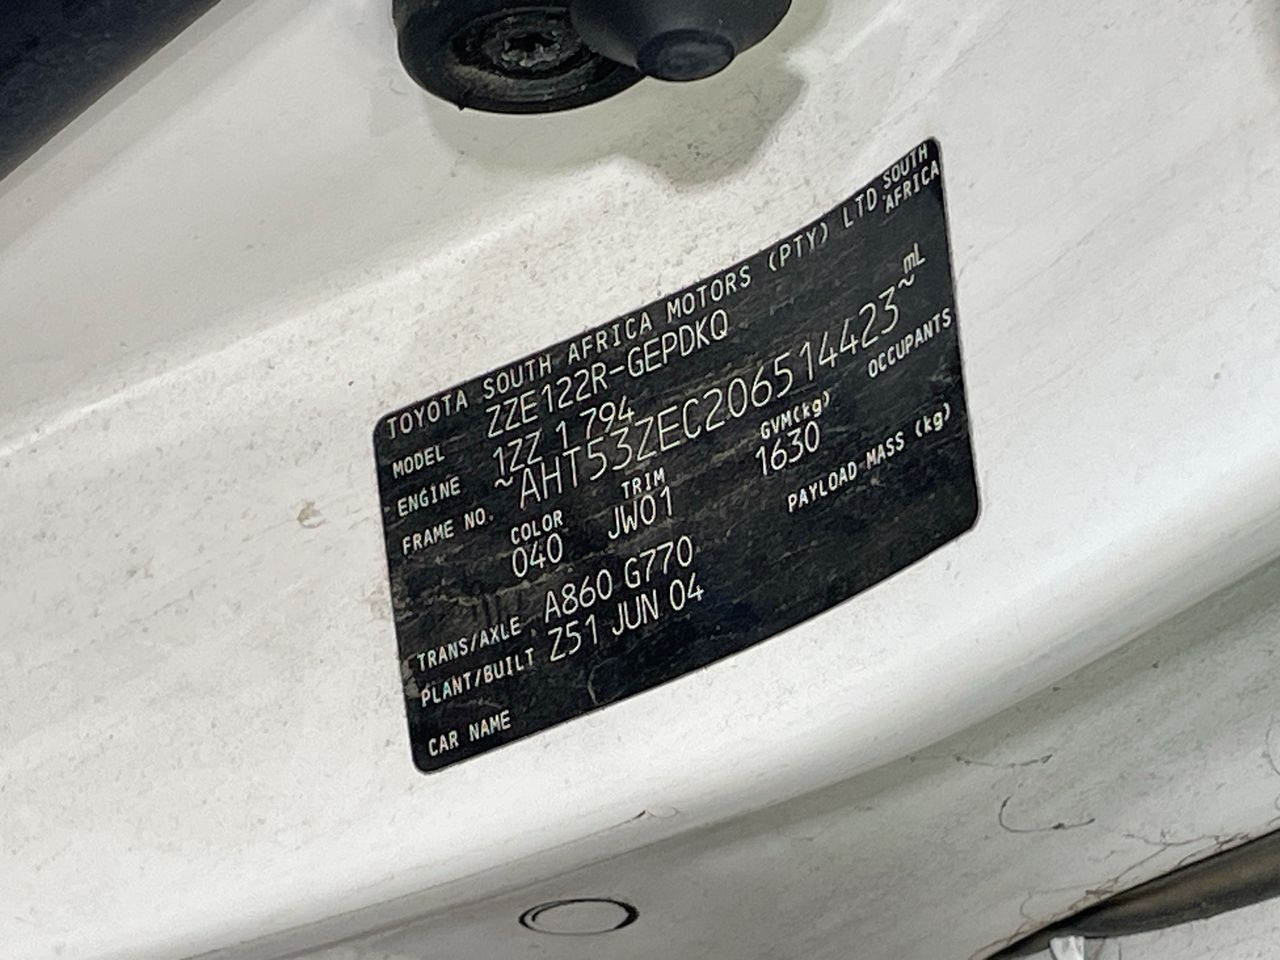 TOYOTA SOUTH AFRICA MOTORS (PTY) LTD SOUTH AFRICA
MODEL ZZE122R-GEPDKQ
ENGINE 1ZZ 1 794 mL
FRAME NO. ~AHT53ZEC206514423~
COLOR TRIM GVM(kg) OCCUPANTS
040 JW01 1630
PAYLOAD MASS (kg)
TRANS/AXLE A860 G770
PLANT/BUILT Z51 JUN 04
CAR NAME